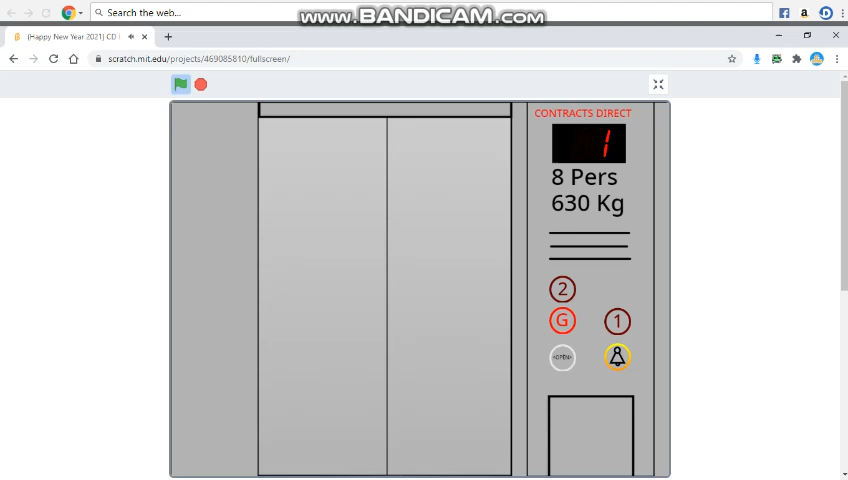 Search the web...
www.BANDICAM.com
(Happy New Year 2021) CD
scratch.mit.edu/projects/469085810/fullscreen/
CONTRACTS DIRECT
1
8 Pers
630 Kg
2
G
1
<OPEN>